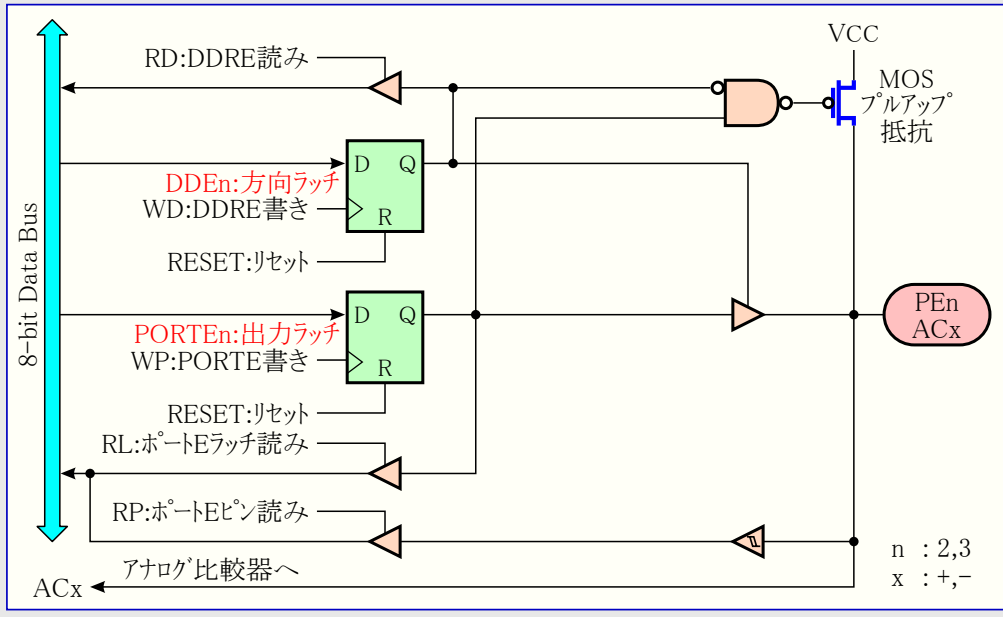 VCC
RD:DDRE読み
MOS
プルアップ
抵抗
D
Q
DDEn:方向ラッチ
WD:DDRE書き
R
RESET:リセット
8-bit Data Bus
D
Q
PORTEn:出力ラッチ
WP:PORTE書き
R
PEn
ACx
RESET:リセット
RL:ポートEラッチ読み
RP:ポートEピン読み
アナログ比較器へ
ACx
n : 2,3
x : +,-